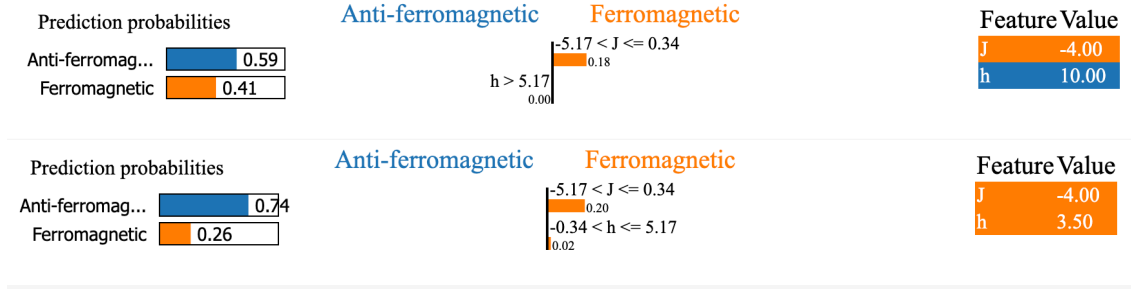 Prediction probabilities
Anti-ferromag... 0.59
Ferromagnetic 0.41
Anti-ferromagnetic Ferromagnetic
-5.17 < J <= 0.34
0.18
h > 5.17
0.00
Feature Value
J -4.00
h 10.00
Prediction probabilities
Anti-ferromag... 0.74
Ferromagnetic 0.26
Anti-ferromagnetic Ferromagnetic
-5.17 < J <= 0.34
0.20
-0.34 < h <= 5.17
0.02
Feature Value
J -4.00
h 3.50